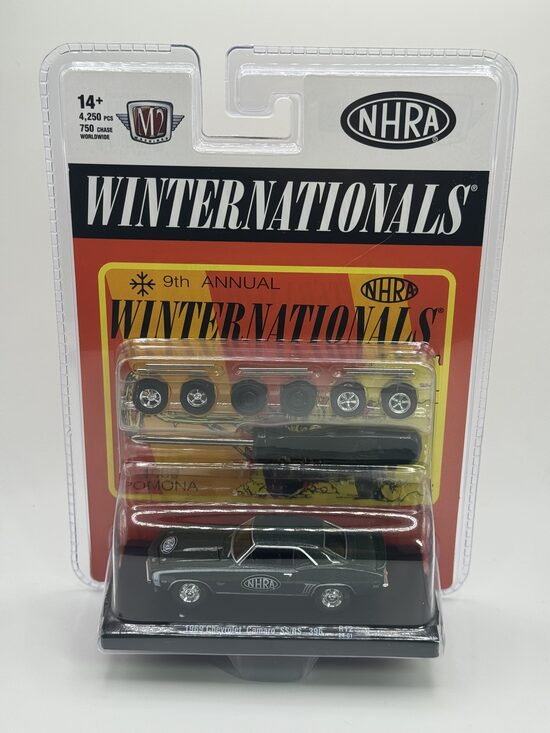 14+
4,250 PCS
750 CHASE
WORLDWIDE
M2
NHRA
WINTERNATIONALS®
9th ANNUAL
NHRA
WINTERNATIONALS®
POMONA
NHRA
NHRA
1969 Chevrolet Camaro SS/RS 396